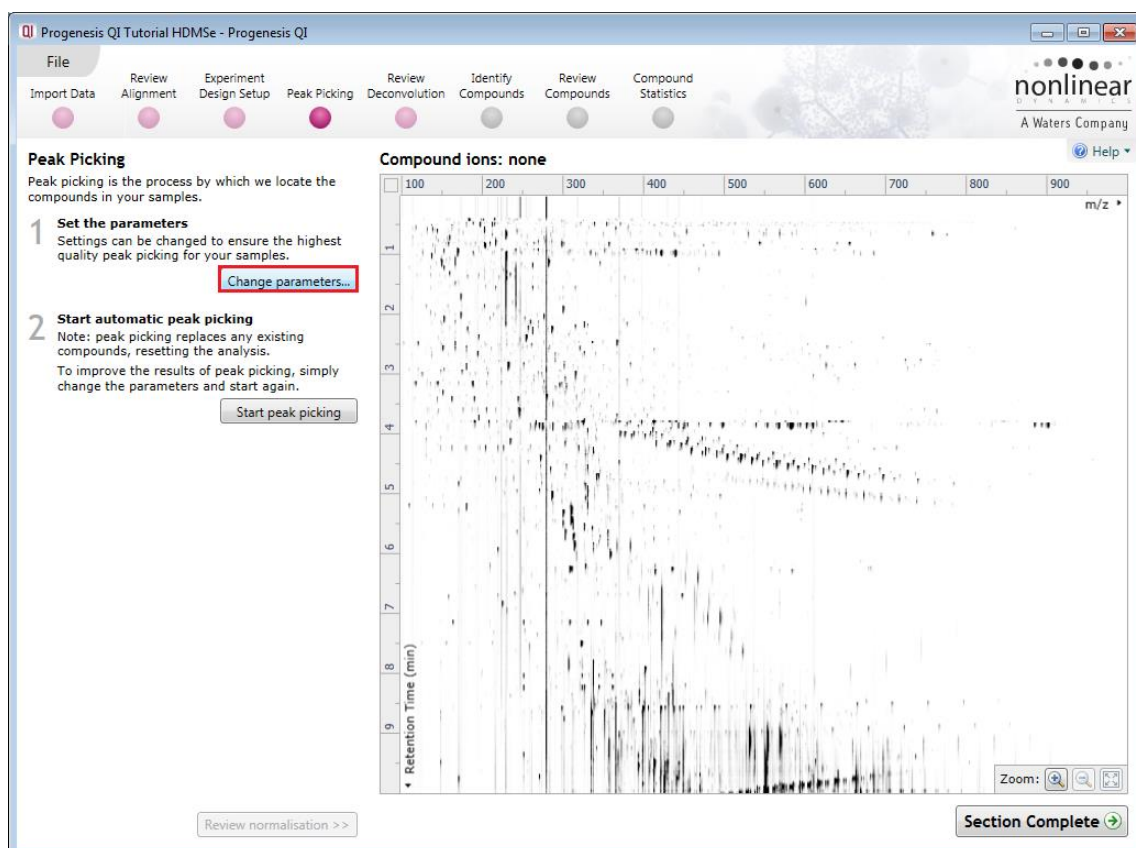 QI Progenesis QI Tutorial HDMSe - Progenesis QI
File
Import Data
Review Alignment
Experiment Design Setup
Peak Picking
Review Deconvolution
Identify Compounds
Review Compounds
Compound Statistics
nonlinear
DYNAMICS
A Waters Company
Help
Peak Picking
Peak picking is the process by which we locate the
compounds in your samples.
1 Set the parameters
Settings can be changed to ensure the highest
quality peak picking for your samples.
Change parameters...
2 Start automatic peak picking
Note: peak picking replaces any existing
compounds, resetting the analysis.
To improve the results of peak picking, simply
change the parameters and start again.
Start peak picking
Review normalisation >>
Compound ions: none
100 200 300 400 500 600 700 800 900
m/z
1
2
3
4
5
6
7
8
9
Retention Time (min)
Zoom:
Section Complete